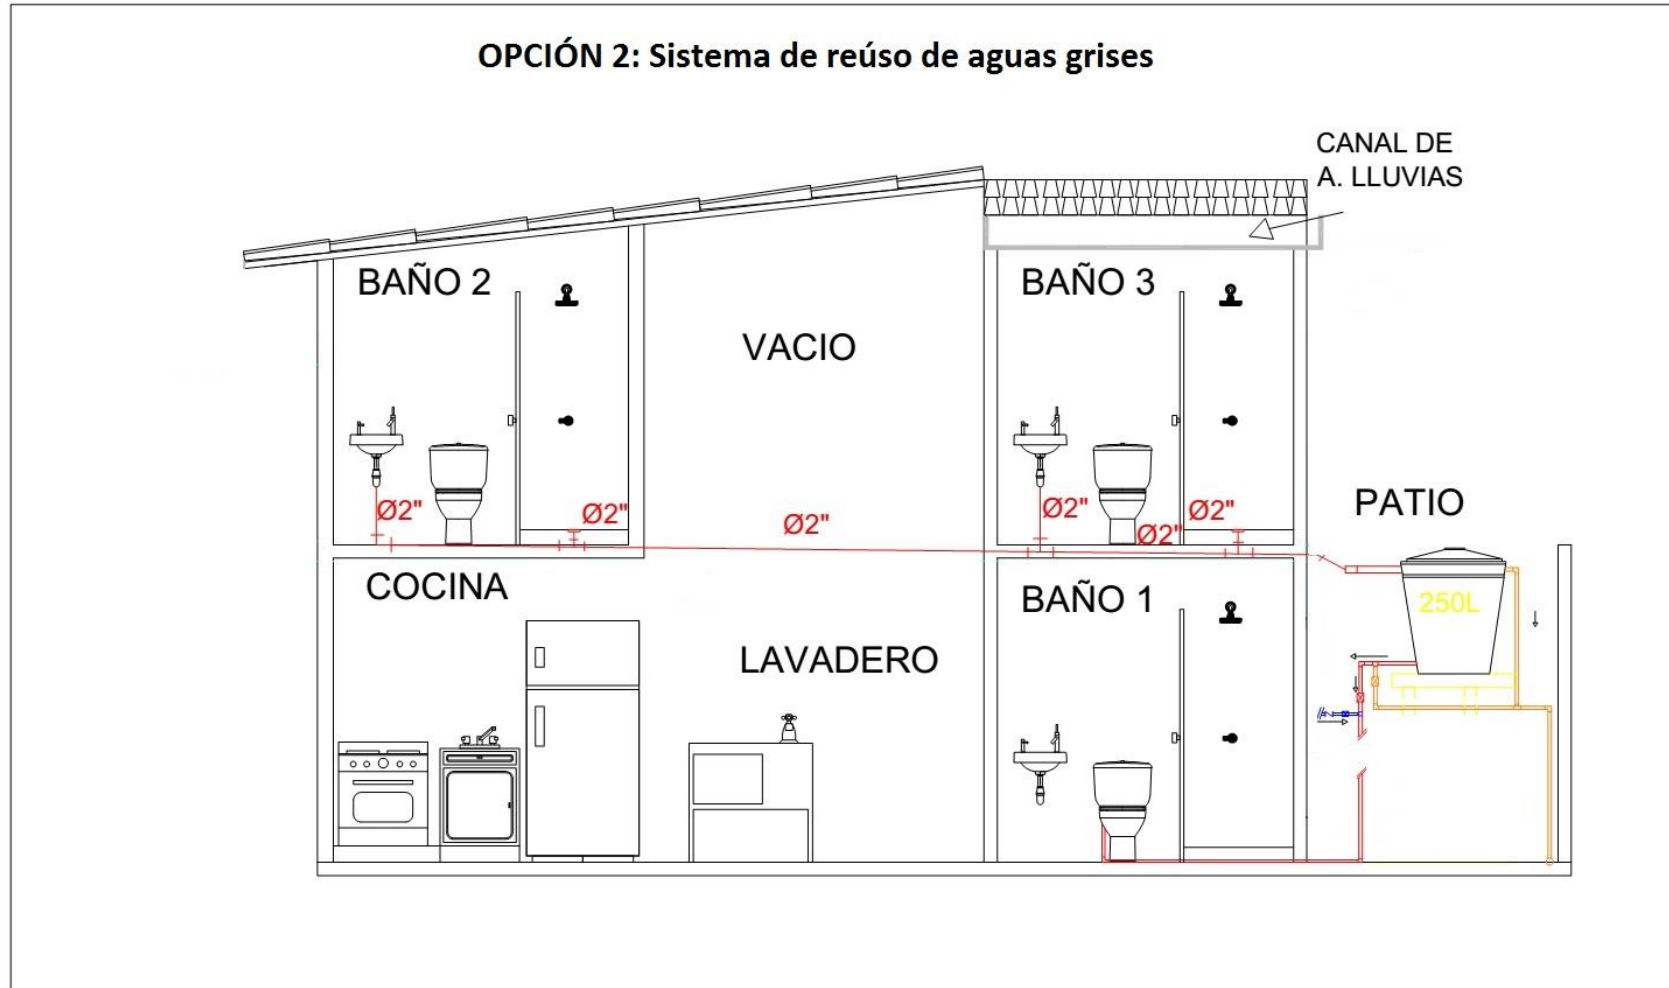 OPCIÓN 2: Sistema de reúso de aguas grises
CANAL DE
A. LLUVIAS
BAÑO 2
BAÑO 3
VACIO
PATIO
Ø2"
Ø2"
Ø2"
Ø2"
Ø2"
Ø2"
COCINA
BAÑO 1
250L
LAVADERO